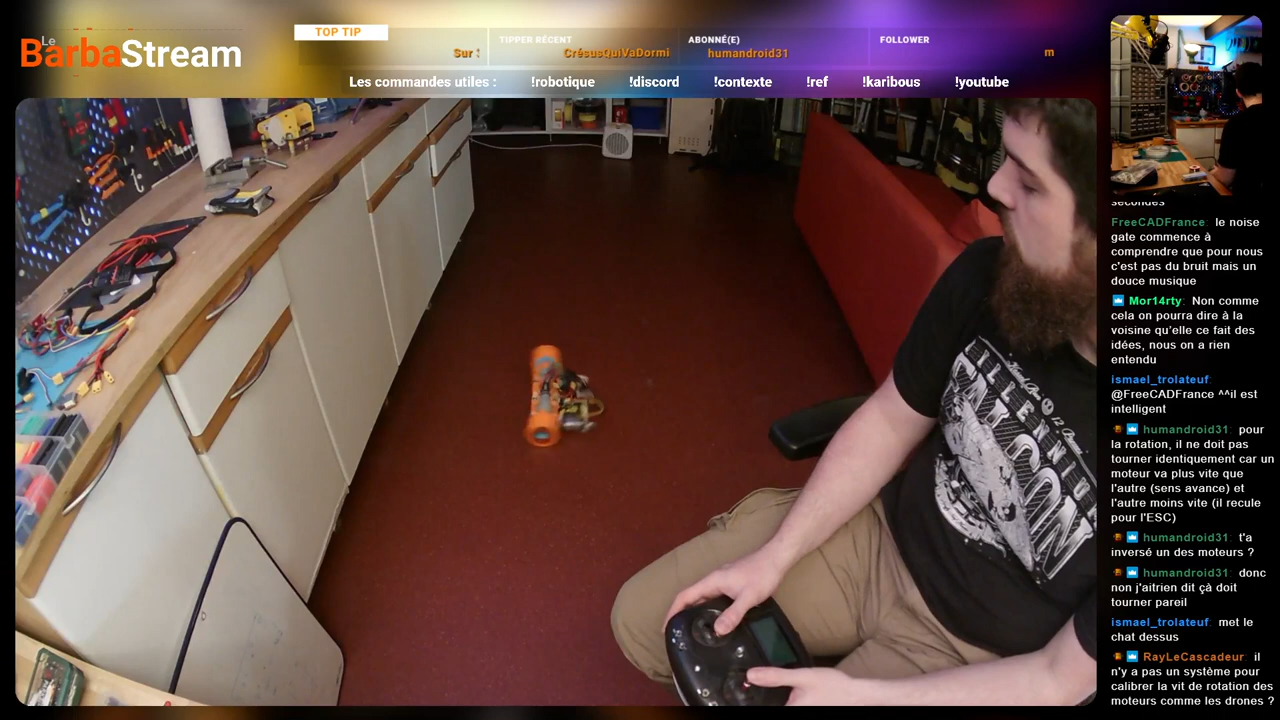 Le
BarbaStream
TOP TIP
Sur :
TIPPER RÉCENT
CrésusQuiVaDormi
ABONNÉ(E)
humandroid31
FOLLOWER
m
Les commandes utiles :
!robotique
!discord
!contexte
!ref
!karibous
!youtube
secondes
FreeCADFrance: le noise
gate commence à
comprendre que pour nous
c'est pas du bruit mais un
douce musique
Mor14rty: Non comme
cela on pourra dire à la
voisine qu'elle ce fait des
idées, nous on a rien
entendu
ismael_trolateuf:
@FreeCADFrance ^^il est
intelligent
humandroid31: pour
la rotation, il ne doit pas
tourner identiquement car un
moteur va plus vite que
l'autre (sens avance) et
l'autre moins vite (il recule
pour l'ESC)
humandroid31: t'a
inversé un des moteurs ?
humandroid31: donc
non j'aitrien dit çà doit
tourner pareil
ismael_trolateuf: met le
chat dessus
RayLeCascadeur: il
n'y a pas un système pour
calibrer la vit de rotation des
moteurs comme les drones ?